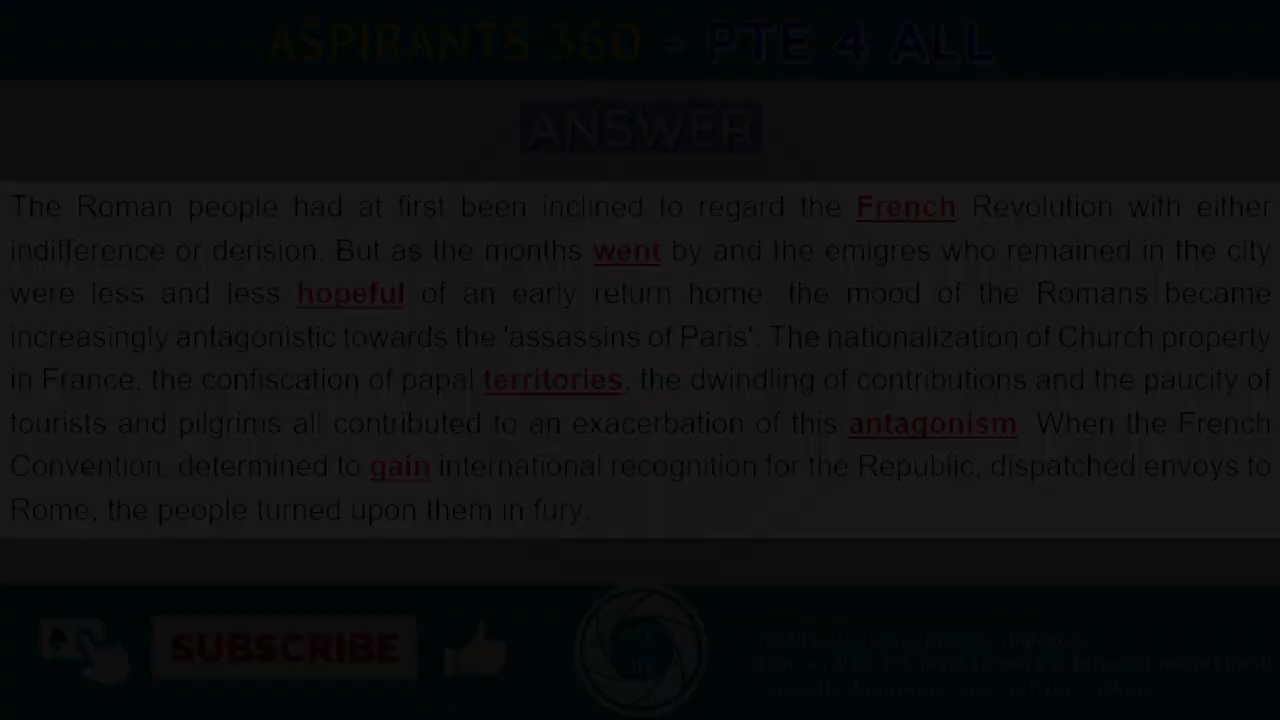 ASPIRANTS 360 - PTE 4 ALL
ANSWER
The Roman people had at first been inclined to regard the French Revolution with either
indifference or derision. But as the months went by and the emigres who remained in the city
were less and less hopeful of an early return home, the mood of the Romans became
increasingly antagonistic towards the 'assassins of Paris'. The nationalization of Church property
in France, the confiscation of papal territories, the dwindling of contributions and the paucity of
tourists and pilgrims all contributed to an exacerbation of this antagonism. When the French
Convention, determined to gain international recognition for the Republic, dispatched envoys to
Rome, the people turned upon them in fury.
SUBSCRIBE